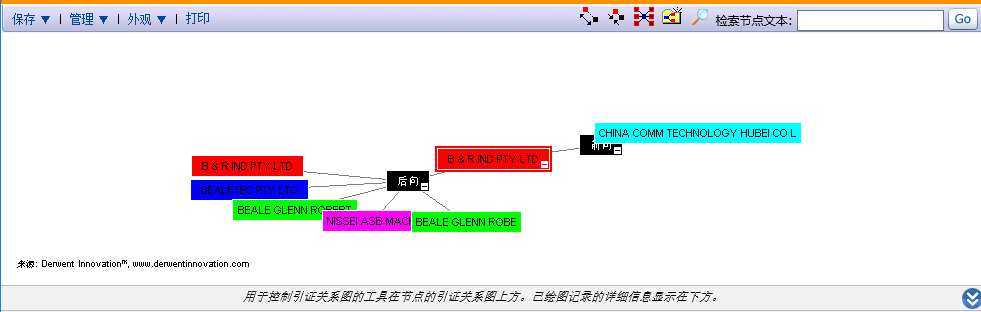 保存 ▼ | 管理 ▼ | 外观 ▼ | 打印 检索节点文本: Go
CHINA COMM TECHNOLOGY HUBEI CO L
前向
B & R IND PTY LTD
B & R IND PTY LTD
后向
BEALETEC PTY LTD
BEALE GLENN ROBERT
NISSEI ASB MAC
BEALE GLENN ROBE
来源: Derwent Innovation℠, www.derwentinnovation.com
用于控制引证关系图的工具在节点的引证关系图上方。已绘图记录的详细信息显示在下方。